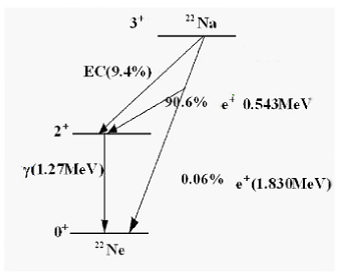 3⁺ ²²Na
EC(9.4%)
90.6% e⁺ 0.543MeV
2⁺
γ(1.27MeV)
0.06% e⁺(1.830MeV)
0⁺
²²Ne